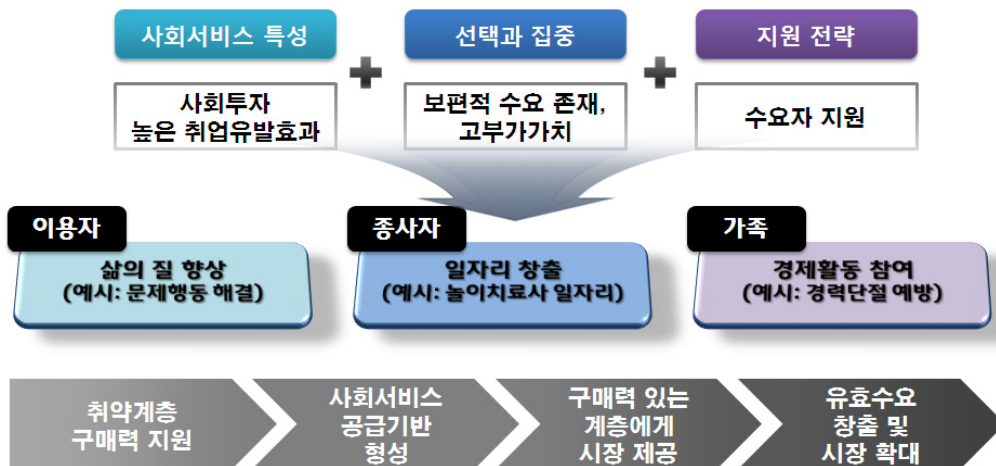 사회서비스 특성
선택과 집중
지원 전략
사회투자
높은 취업유발효과
보편적 수요 존재,
고부가가치
수요자 지원
이용자
삶의 질 향상
(예시: 문제행동 해결)
종사자
일자리 창출
(예시: 놀이치료사 일자리)
가족
경제활동 참여
(예시: 경력단절 예방)
취약계층
구매력 지원
사회서비스
공급기반
형성
구매력 있는
계층에게
시장 제공
유효수요
창출 및
시장 확대